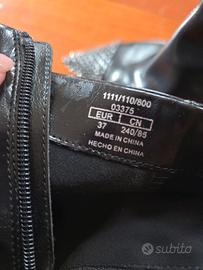 1111/110/800
03375
EUR CN
37 240/85
MADE IN CHINA
HECHO EN CHINA
subito